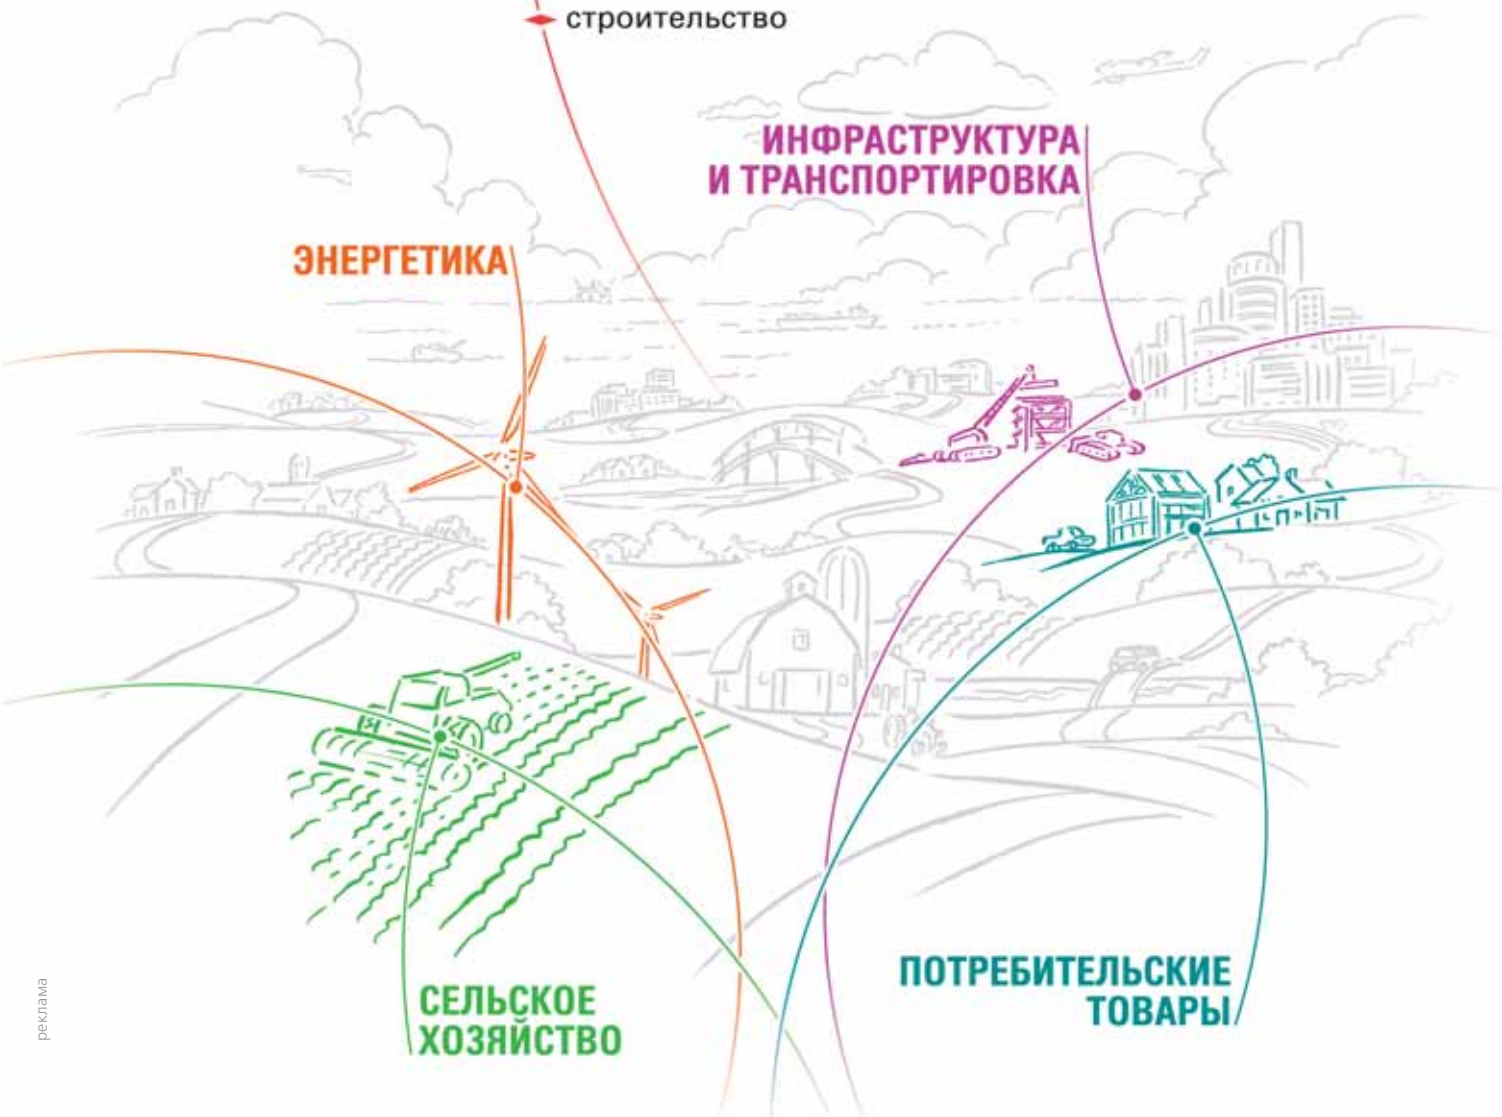 строительство
ИНФРАСТРУКТУРА
И ТРАНСПОРТИРОВКА
ЭНЕРГЕТИКА
ПОТРЕБИТЕЛЬСКИЕ
ТОВАРЫ
СЕЛЬСКОЕ
ХОЗЯЙСТВО
реклама